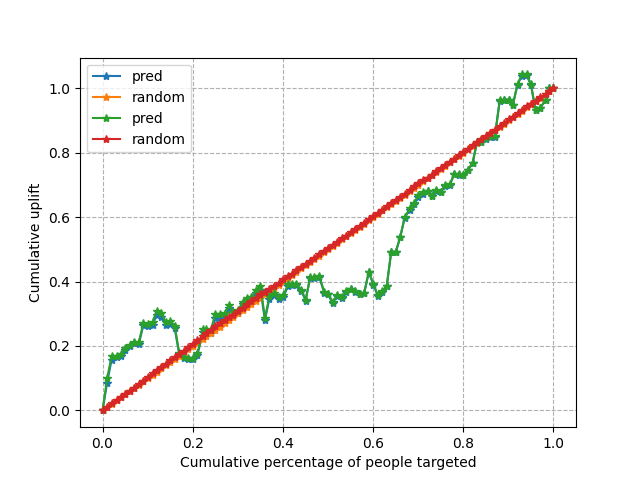 pred
random
pred
random
Cumulative uplift
1.0
0.8
0.6
0.4
0.2
0.0
0.0 0.2 0.4 0.6 0.8 1.0
Cumulative percentage of people targeted